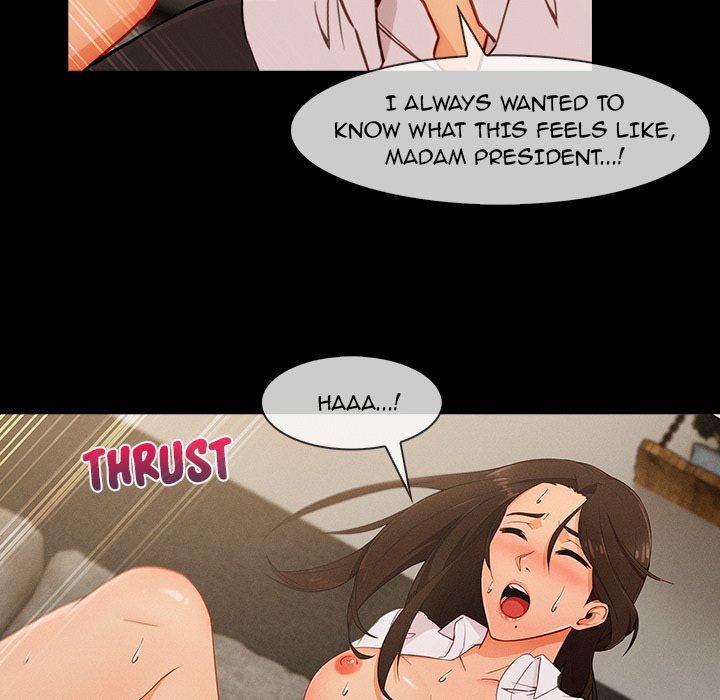 I ALWAYS WANTED TO
KNOW WHAT THIS FEELS LIKE,
MADAM PRESIDENT...!
HAAA...!
THRUST